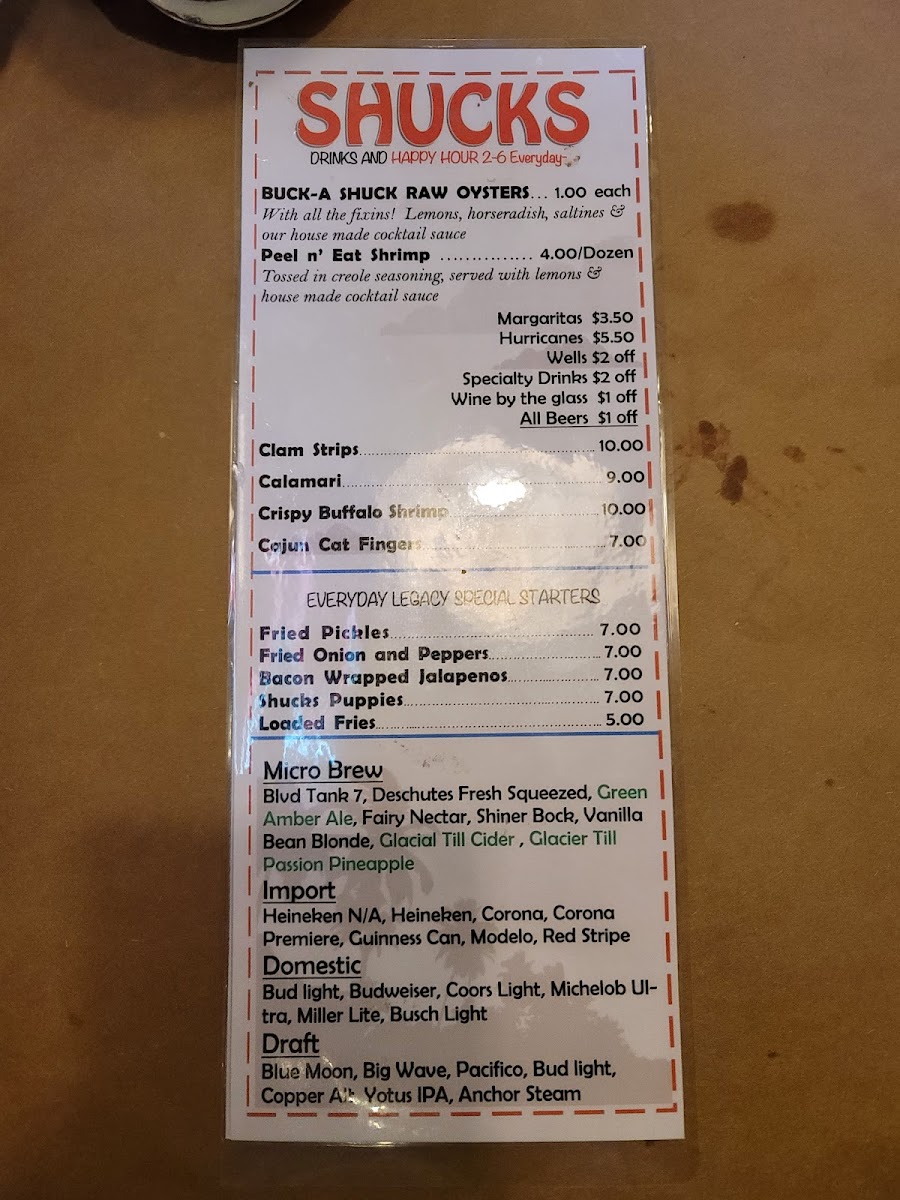 SHUCKS
DRINKS AND HAPPY HOUR 2-6 Everyday-
BUCK-A SHUCK RAW OYSTERS... 1.00 each
With all the fixins! Lemons, horseradish, saltines &
our house made cocktail sauce
Peel n' Eat Shrimp ............... 4.00/Dozen
Tossed in creole seasoning, served with lemons &
house made cocktail sauce
Margaritas $3.50
Hurricanes $5.50
Wells $2 off
Specialty Drinks $2 off
Wine by the glass $1 off
All Beers $1 off
Clam Strips........................................ 10.00
Calamari........................................ 9.00
Crispy Buffalo Shrimp........................ 10.00
Cajun Cat Fingers............................ 7.00
EVERYDAY LEGACY SPECIAL STARTERS
Fried Pickles................................ 7.00
Fried Onion and Peppers.................. 7.00
Bacon Wrapped Jalapenos................ 7.00
Shucks Puppies............................ 7.00
Loaded Fries................................ 5.00
Micro Brew
Blvd Tank 7, Deschutes Fresh Squeezed, Green
Amber Ale, Fairy Nectar, Shiner Bock, Vanilla
Bean Blonde, Glacial Till Cider , Glacier Till
Passion Pineapple
Import
Heineken N/A, Heineken, Corona, Corona
Premiere, Guinness Can, Modelo, Red Stripe
Domestic
Bud light, Budweiser, Coors Light, Michelob Ul-
tra, Miller Lite, Busch Light
Draft
Blue Moon, Big Wave, Pacifico, Bud light,
Copper Alt, Yotus IPA, Anchor Steam